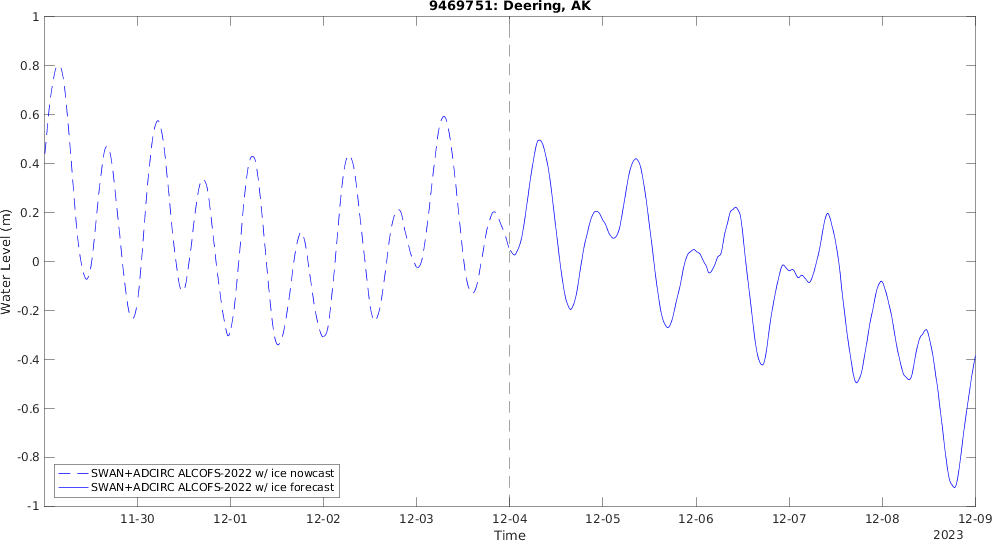 9469751: Deering, AK
1
0.8
0.6
0.4
0.2
0
-0.2
-0.4
-0.6
-0.8
-1
Water Level (m)
SWAN+ADCIRC ALCOFS-2022 w/ ice nowcast
SWAN+ADCIRC ALCOFS-2022 w/ ice forecast
11-30 12-01 12-02 12-03 12-04 12-05 12-06 12-07 12-08 12-09
Time
2023